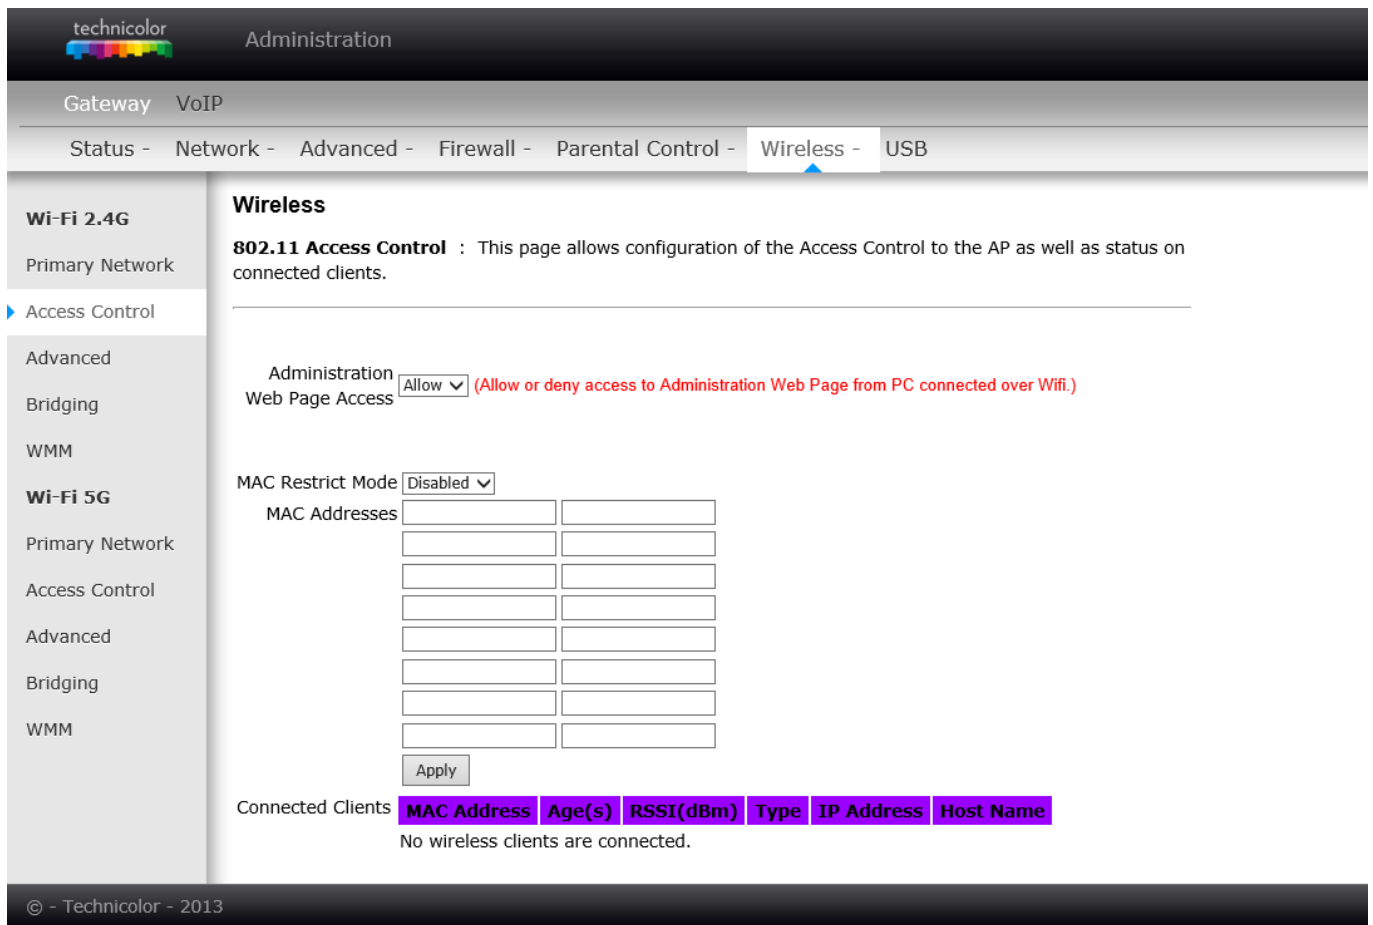 technicolor
Administration
Gateway VoIP
Status - Network - Advanced - Firewall - Parental Control - Wireless - USB
Wi-Fi 2.4G
Primary Network
Access Control
Advanced
Bridging
WMM
Wi-Fi 5G
Primary Network
Access Control
Advanced
Bridging
WMM
Wireless
802.11 Access Control : This page allows configuration of the Access Control to the AP as well as status on
connected clients.
Administration
Web Page Access Allow (Allow or deny access to Administration Web Page from PC connected over Wifi.)
MAC Restrict Mode Disabled
MAC Addresses
Apply
Connected Clients MAC Address Age(s) RSSI(dBm) Type IP Address Host Name
No wireless clients are connected.
© - Technicolor - 2013